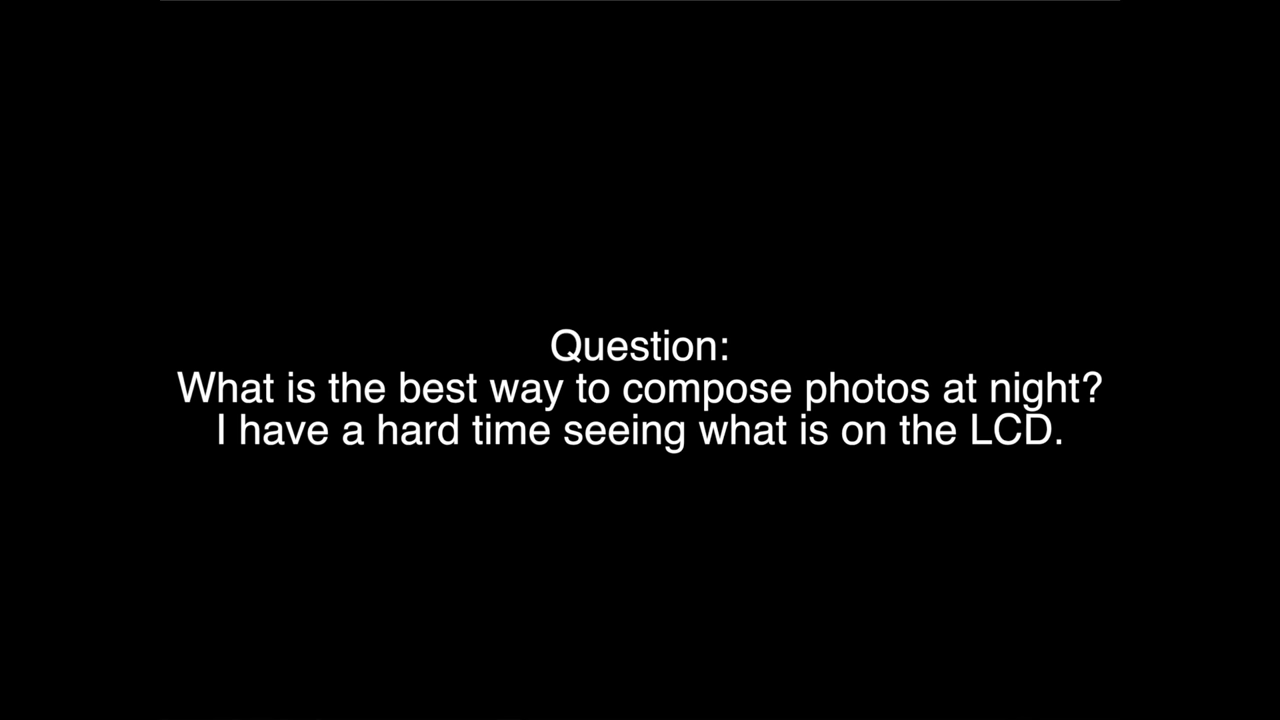 Question:
What is the best way to compose photos at night?
I have a hard time seeing what is on the LCD.